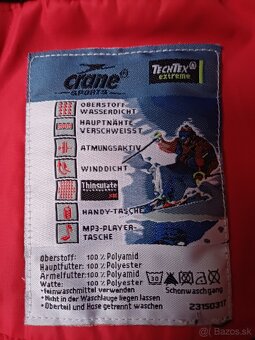 crane®
SPORTS
TECHTEX®
extreme
OBERSTOFF
WASSERDICHT
HAUPTNÄHTE
VERSCHWEISST
ATMUNGSAKTIV
WINDDICHT
Thinsulate
HANDY-TASCHE
MP3-PLAYER-
TASCHE
Oberstoff: 100 % Polyamid
Hauptfutter: 100 % Polyester
Ärmelfutter: 100 % Polyamid
Watte: 100 % Polyester
Schonwaschgang
•Feinwaschmittel verwenden
•Nicht in der Waschlauge liegen lassen
•Oberteil und Hose getrennt waschen
23150317
bazos.sk